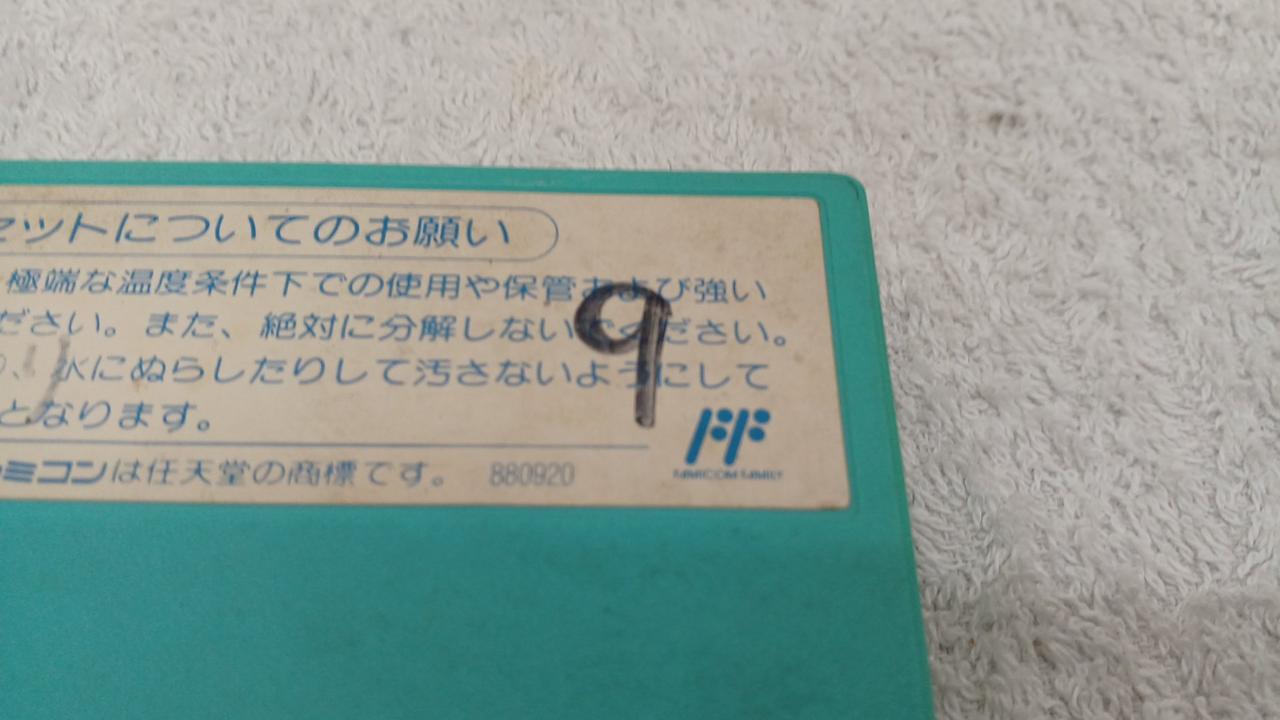 セットについてのお願い
極端な温度条件下での使用や保管および強い
ださい。また、絶対に分解しないでください。
水にぬらしたりして汚さないようにして
となります。
ミコンは任天堂の商標です。 880920
9
FAMICOM FAMILY